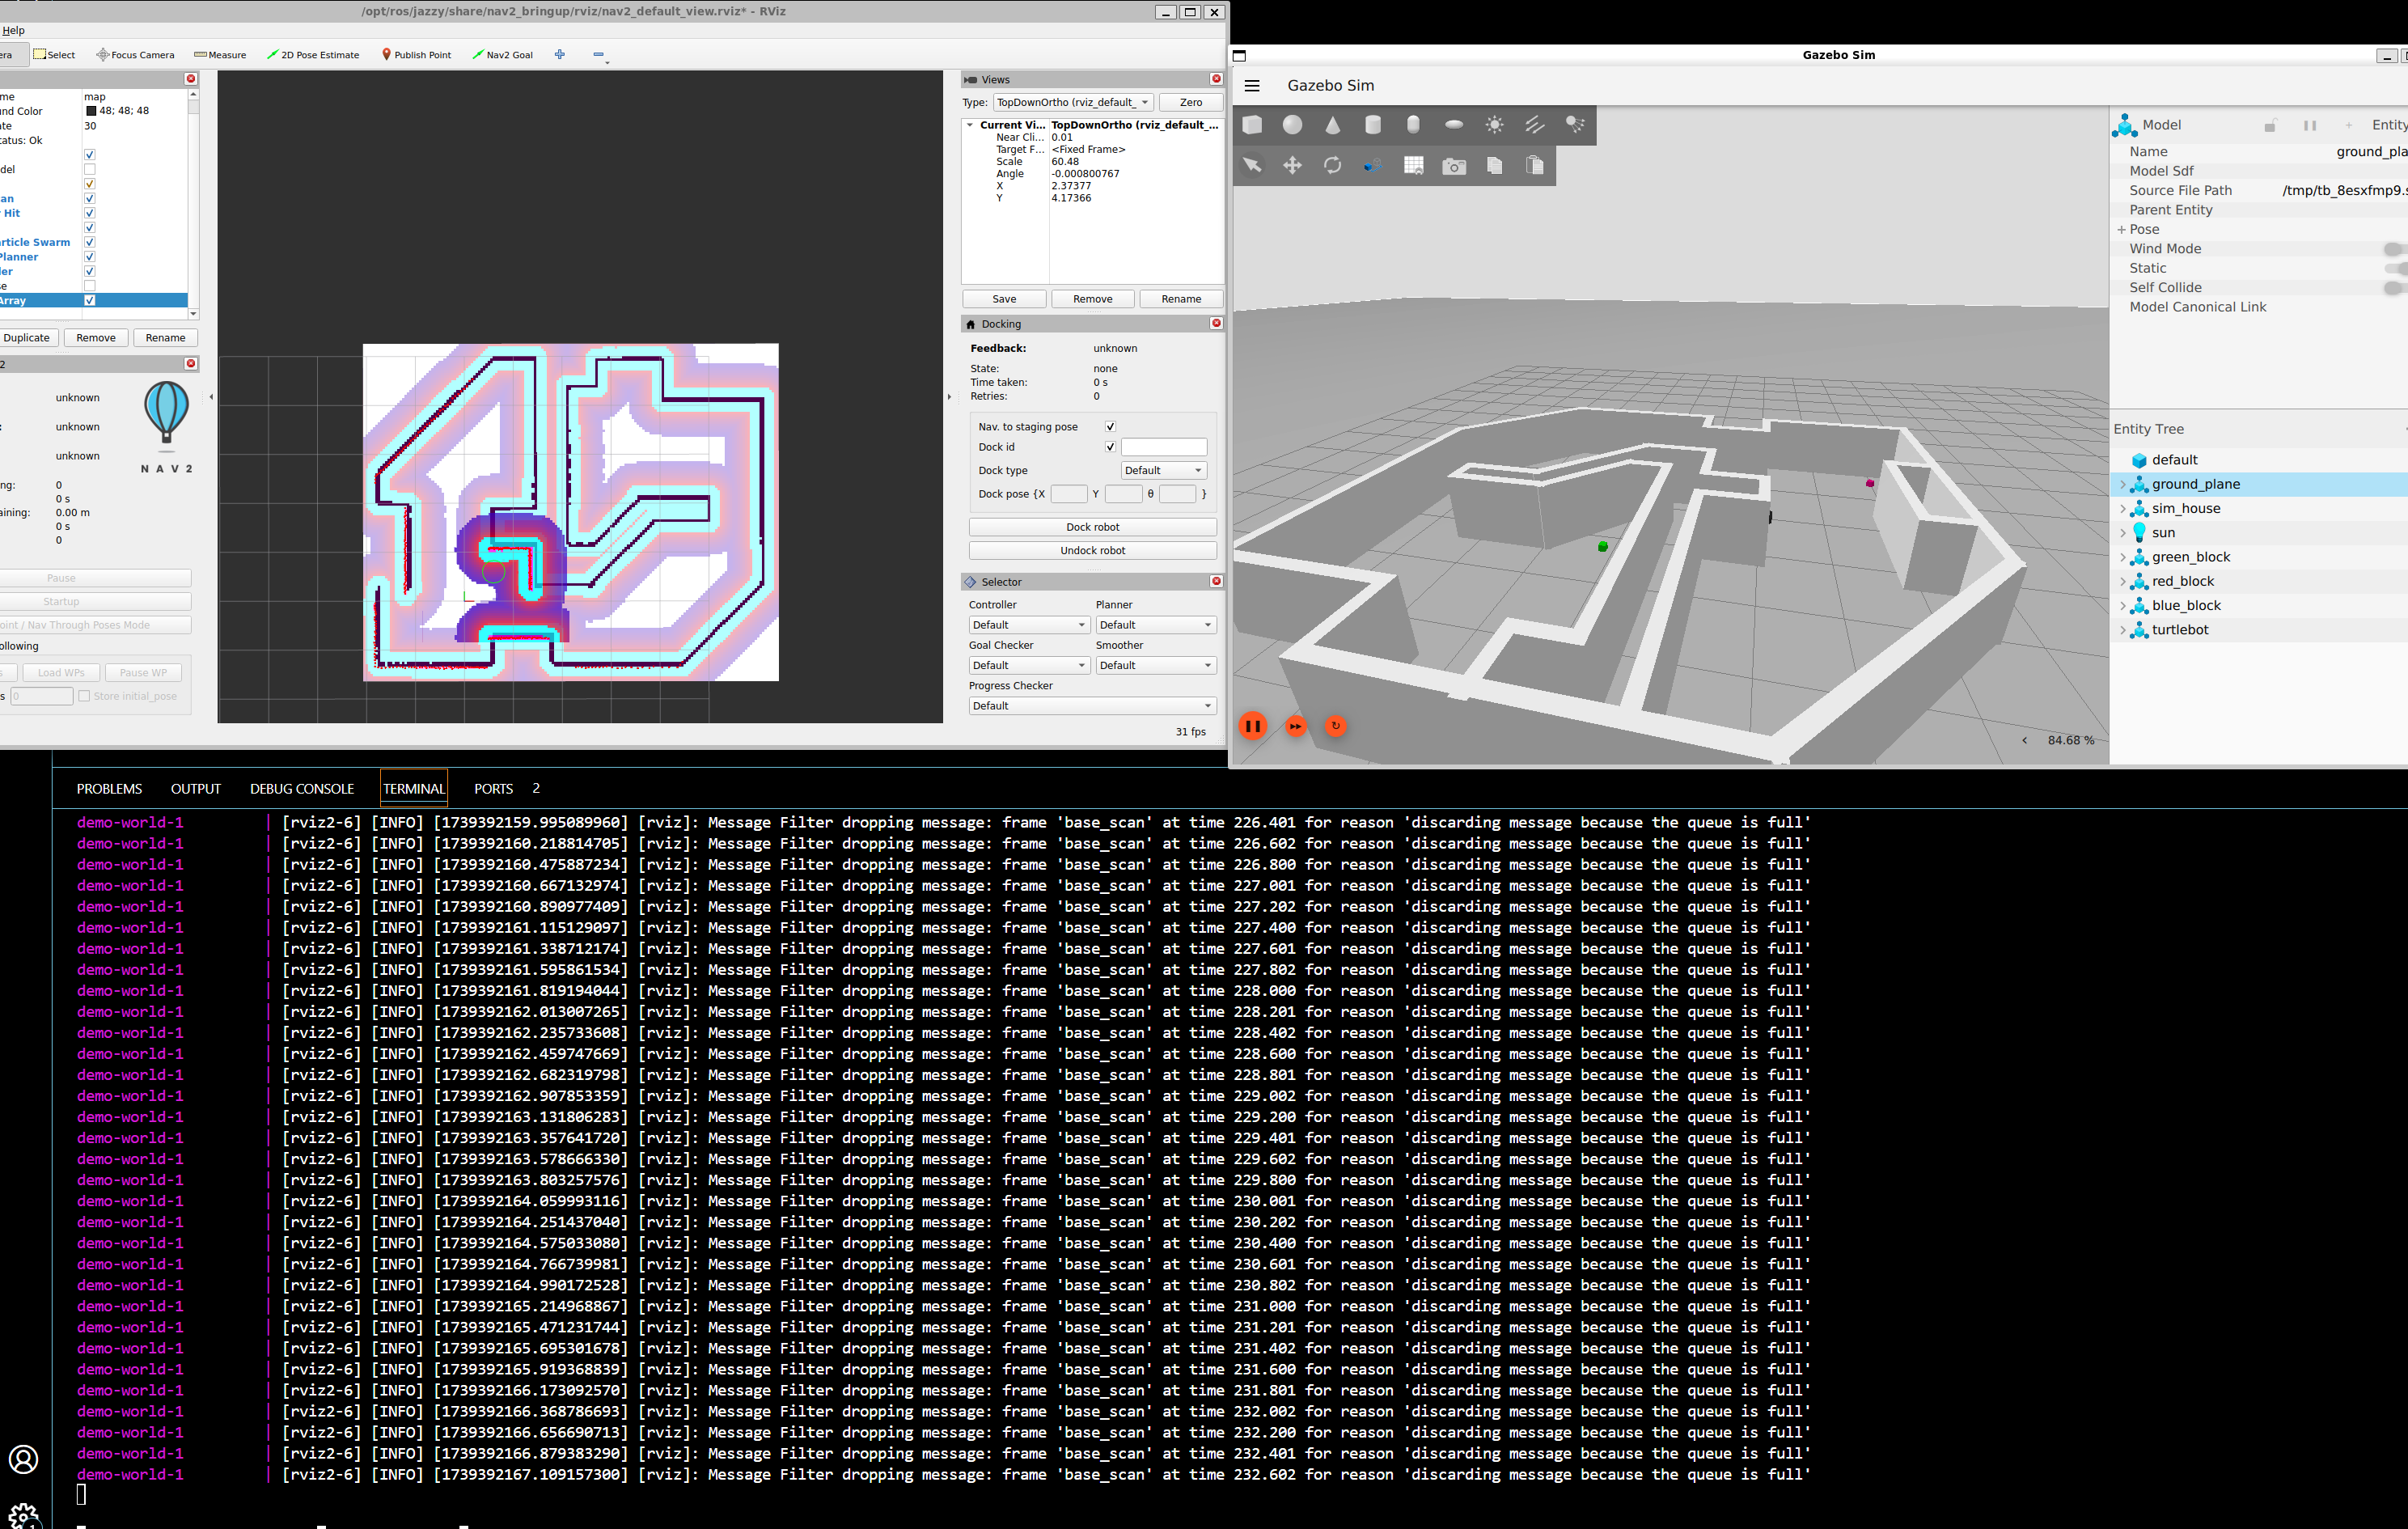 /opt/ros/jazzy/share/nav2_bringup/rviz/nav2_default_view.rviz* - RViz
Help
era
Select
Focus Camera
Measure
2D Pose Estimate
Publish Point
Nav2 Goal
me map
und Color 48; 48; 48
ate 30
tatus: Ok
del
an
r Hit
rticle Swarm
Planner
ler
se
Array
Duplicate Remove Rename
2
unknown
unknown
unknown
NAV2
ng: 0
0 s
aining: 0.00 m
0 s
0
Pause
Startup
oint / Nav Through Poses Mode
ollowing
s Load WPs Pause WP
s 0 Store initial_pose
Views
Type: TopDownOrtho (rviz_default_ Zero
Current Vi... TopDownOrtho (rviz_default_...
Near Cli... 0.01
Target F... <Fixed Frame>
Scale 60.48
Angle -0.000800767
X 2.37377
Y 4.17366
Save Remove Rename
Docking
Feedback: unknown
State: none
Time taken: 0 s
Retries: 0
Nav. to staging pose
Dock id
Dock type Default
Dock pose {X Y θ }
Dock robot
Undock robot
Selector
Controller Planner
Default Default
Goal Checker Smoother
Default Default
Progress Checker
Default
31 fps
Gazebo Sim
Gazebo Sim
84.68 %
Model Entity
Name ground_pla
Model Sdf
Source File Path /tmp/tb_8esxfmp9.s
Parent Entity
Pose
Wind Mode
Static
Self Collide
Model Canonical Link
Entity Tree
default
ground_plane
sim_house
sun
green_block
red_block
blue_block
turtlebot
PROBLEMS OUTPUT DEBUG CONSOLE TERMINAL PORTS 2
demo-world-1 | [rviz2-6] [INFO] [1739392159.995089960] [rviz]: Message Filter dropping message: frame 'base_scan' at time 226.401 for reason 'discarding message because the queue is full'
demo-world-1 | [rviz2-6] [INFO] [1739392160.218814705] [rviz]: Message Filter dropping message: frame 'base_scan' at time 226.602 for reason 'discarding message because the queue is full'
demo-world-1 | [rviz2-6] [INFO] [1739392160.475887234] [rviz]: Message Filter dropping message: frame 'base_scan' at time 226.800 for reason 'discarding message because the queue is full'
demo-world-1 | [rviz2-6] [INFO] [1739392160.667132974] [rviz]: Message Filter dropping message: frame 'base_scan' at time 227.001 for reason 'discarding message because the queue is full'
demo-world-1 | [rviz2-6] [INFO] [1739392160.890977409] [rviz]: Message Filter dropping message: frame 'base_scan' at time 227.202 for reason 'discarding message because the queue is full'
demo-world-1 | [rviz2-6] [INFO] [1739392161.115129097] [rviz]: Message Filter dropping message: frame 'base_scan' at time 227.400 for reason 'discarding message because the queue is full'
demo-world-1 | [rviz2-6] [INFO] [1739392161.338712174] [rviz]: Message Filter dropping message: frame 'base_scan' at time 227.601 for reason 'discarding message because the queue is full'
demo-world-1 | [rviz2-6] [INFO] [1739392161.595861534] [rviz]: Message Filter dropping message: frame 'base_scan' at time 227.802 for reason 'discarding message because the queue is full'
demo-world-1 | [rviz2-6] [INFO] [1739392161.819194044] [rviz]: Message Filter dropping message: frame 'base_scan' at time 228.000 for reason 'discarding message because the queue is full'
demo-world-1 | [rviz2-6] [INFO] [1739392162.013007265] [rviz]: Message Filter dropping message: frame 'base_scan' at time 228.201 for reason 'discarding message because the queue is full'
demo-world-1 | [rviz2-6] [INFO] [1739392162.235733608] [rviz]: Message Filter dropping message: frame 'base_scan' at time 228.402 for reason 'discarding message because the queue is full'
demo-world-1 | [rviz2-6] [INFO] [1739392162.459747669] [rviz]: Message Filter dropping message: frame 'base_scan' at time 228.600 for reason 'discarding message because the queue is full'
demo-world-1 | [rviz2-6] [INFO] [1739392162.682319798] [rviz]: Message Filter dropping message: frame 'base_scan' at time 228.801 for reason 'discarding message because the queue is full'
demo-world-1 | [rviz2-6] [INFO] [1739392162.907853359] [rviz]: Message Filter dropping message: frame 'base_scan' at time 229.002 for reason 'discarding message because the queue is full'
demo-world-1 | [rviz2-6] [INFO] [1739392163.131806283] [rviz]: Message Filter dropping message: frame 'base_scan' at time 229.200 for reason 'discarding message because the queue is full'
demo-world-1 | [rviz2-6] [INFO] [1739392163.357641720] [rviz]: Message Filter dropping message: frame 'base_scan' at time 229.401 for reason 'discarding message because the queue is full'
demo-world-1 | [rviz2-6] [INFO] [1739392163.578666330] [rviz]: Message Filter dropping message: frame 'base_scan' at time 229.602 for reason 'discarding message because the queue is full'
demo-world-1 | [rviz2-6] [INFO] [1739392163.803257576] [rviz]: Message Filter dropping message: frame 'base_scan' at time 229.800 for reason 'discarding message because the queue is full'
demo-world-1 | [rviz2-6] [INFO] [1739392164.059993116] [rviz]: Message Filter dropping message: frame 'base_scan' at time 230.001 for reason 'discarding message because the queue is full'
demo-world-1 | [rviz2-6] [INFO] [1739392164.251437040] [rviz]: Message Filter dropping message: frame 'base_scan' at time 230.202 for reason 'discarding message because the queue is full'
demo-world-1 | [rviz2-6] [INFO] [1739392164.575033080] [rviz]: Message Filter dropping message: frame 'base_scan' at time 230.400 for reason 'discarding message because the queue is full'
demo-world-1 | [rviz2-6] [INFO] [1739392164.766739981] [rviz]: Message Filter dropping message: frame 'base_scan' at time 230.601 for reason 'discarding message because the queue is full'
demo-world-1 | [rviz2-6] [INFO] [1739392164.990172528] [rviz]: Message Filter dropping message: frame 'base_scan' at time 230.802 for reason 'discarding message because the queue is full'
demo-world-1 | [rviz2-6] [INFO] [1739392165.214968867] [rviz]: Message Filter dropping message: frame 'base_scan' at time 231.000 for reason 'discarding message because the queue is full'
demo-world-1 | [rviz2-6] [INFO] [1739392165.471231744] [rviz]: Message Filter dropping message: frame 'base_scan' at time 231.201 for reason 'discarding message because the queue is full'
demo-world-1 | [rviz2-6] [INFO] [1739392165.695301678] [rviz]: Message Filter dropping message: frame 'base_scan' at time 231.402 for reason 'discarding message because the queue is full'
demo-world-1 | [rviz2-6] [INFO] [1739392165.919368839] [rviz]: Message Filter dropping message: frame 'base_scan' at time 231.600 for reason 'discarding message because the queue is full'
demo-world-1 | [rviz2-6] [INFO] [1739392166.173092570] [rviz]: Message Filter dropping message: frame 'base_scan' at time 231.801 for reason 'discarding message because the queue is full'
demo-world-1 | [rviz2-6] [INFO] [1739392166.368786693] [rviz]: Message Filter dropping message: frame 'base_scan' at time 232.002 for reason 'discarding message because the queue is full'
demo-world-1 | [rviz2-6] [INFO] [1739392166.656690713] [rviz]: Message Filter dropping message: frame 'base_scan' at time 232.200 for reason 'discarding message because the queue is full'
demo-world-1 | [rviz2-6] [INFO] [1739392166.879383290] [rviz]: Message Filter dropping message: frame 'base_scan' at time 232.401 for reason 'discarding message because the queue is full'
demo-world-1 | [rviz2-6] [INFO] [1739392167.109157300] [rviz]: Message Filter dropping message: frame 'base_scan' at time 232.602 for reason 'discarding message because the queue is full'